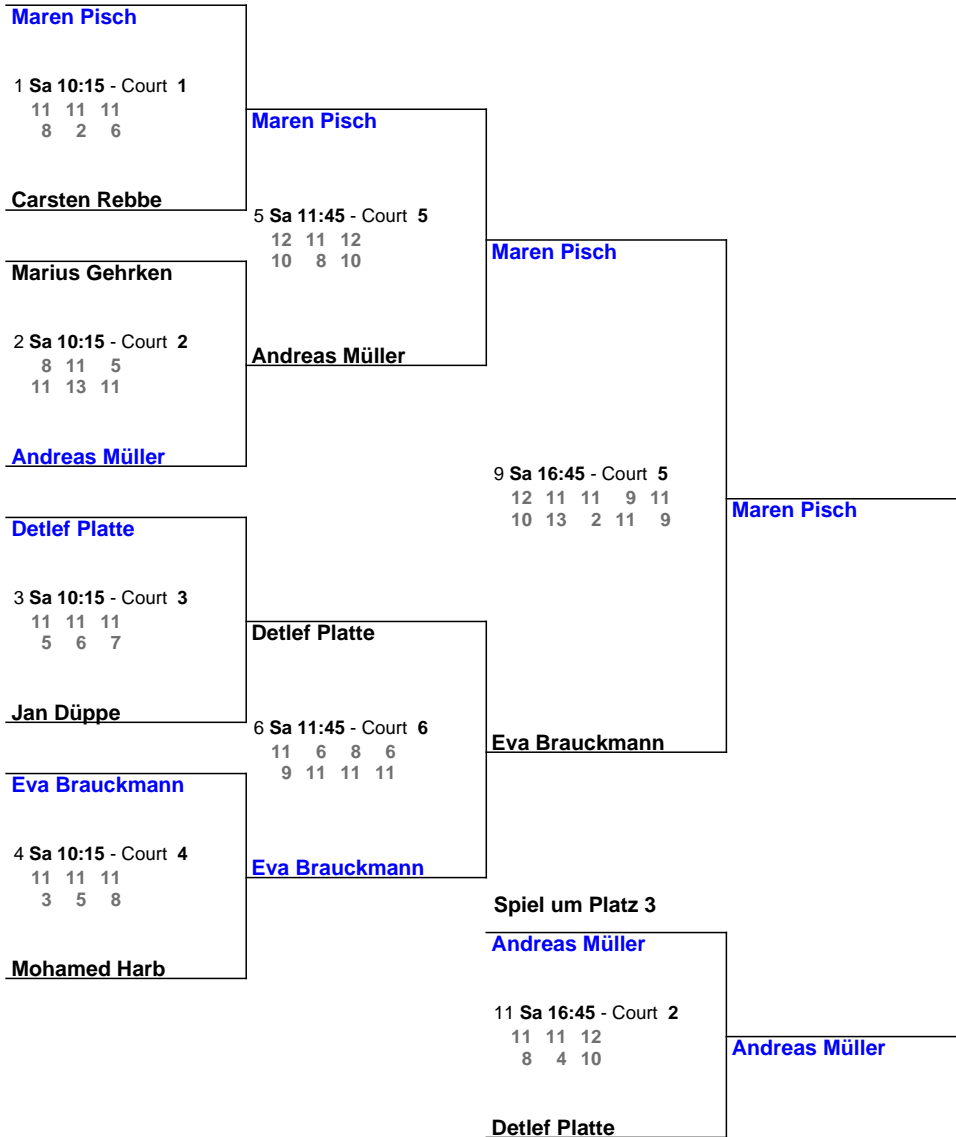 Maren Pisch
1 Sa 10:15 - Court 1
11 11 11
8 2 6
Carsten Rebbe
Marius Gehrken
2 Sa 10:15 - Court 2
8 11 5
11 13 11
Andreas Müller
Detlef Platte
3 Sa 10:15 - Court 3
11 11 11
5 6 7
Jan Düppe
Eva Brauckmann
4 Sa 10:15 - Court 4
11 11 11
3 5 8
Mohamed Harb
Maren Pisch
5 Sa 11:45 - Court 5
12 11 12
10 8 10
Andreas Müller
Detlef Platte
6 Sa 11:45 - Court 6
11 6 8 6
9 11 11 11
Eva Brauckmann
Maren Pisch
9 Sa 16:45 - Court 5
12 11 11 9 11
10 13 2 11 9
Eva Brauckmann
Maren Pisch
Spiel um Platz 3
Andreas Müller
11 Sa 16:45 - Court 2
11 11 12
8 4 10
Detlef Platte
Andreas Müller